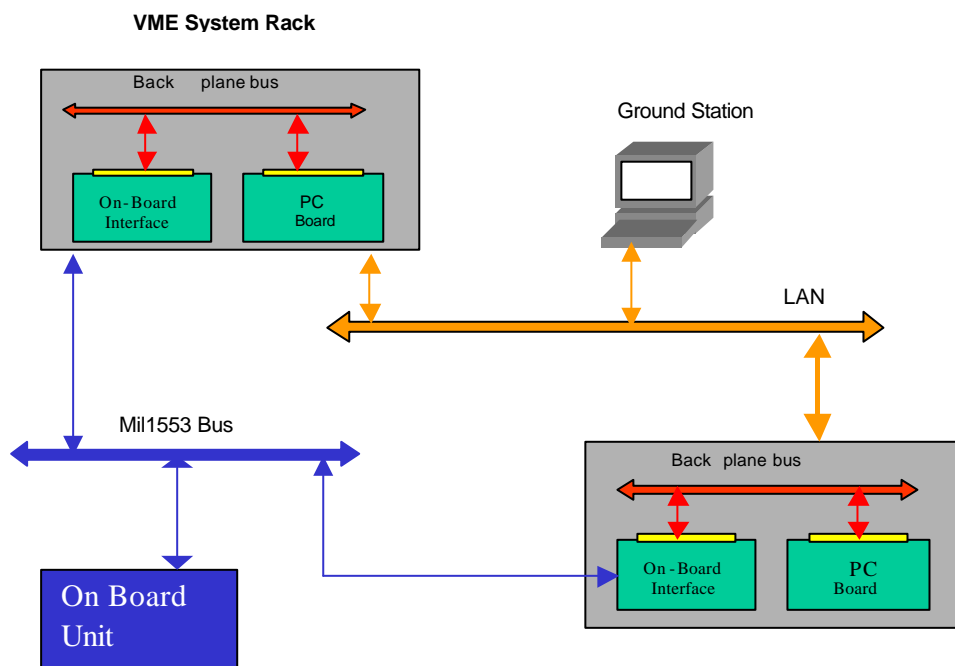 VME System Rack
Back plane bus
On-Board
Interface
PC
Board
Ground Station
LAN
Mil1553 Bus
Back plane bus
On-Board
Interface
PC
Board
On Board
Unit